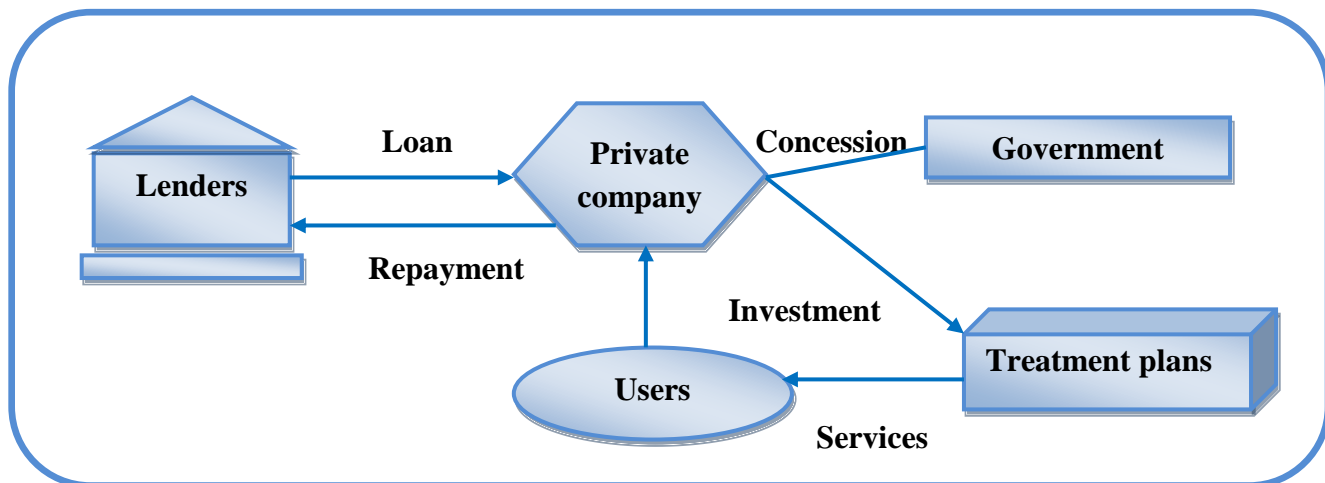 Loan
Concession
Government
Lenders
Private
company
Repayment
Investment
Treatment plans
Users
Services